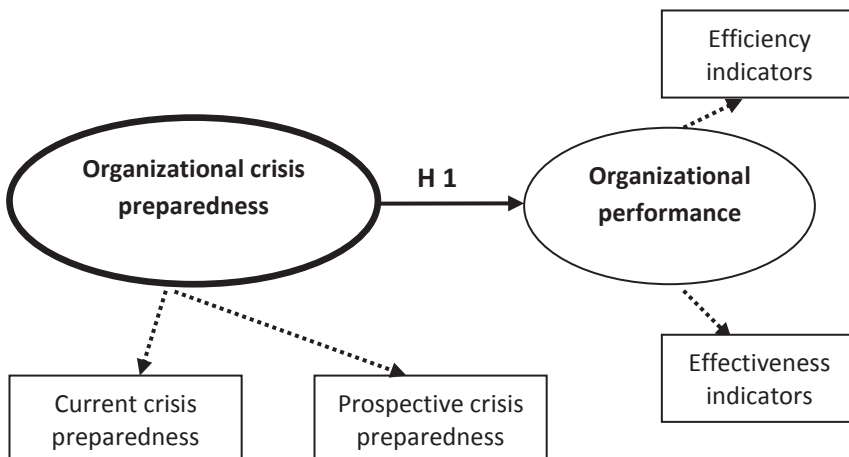 Efficiency
indicators
Organizational crisis
preparedness
H 1
Organizational
performance
Effectiveness
indicators
Current crisis
preparedness
Prospective crisis
preparedness